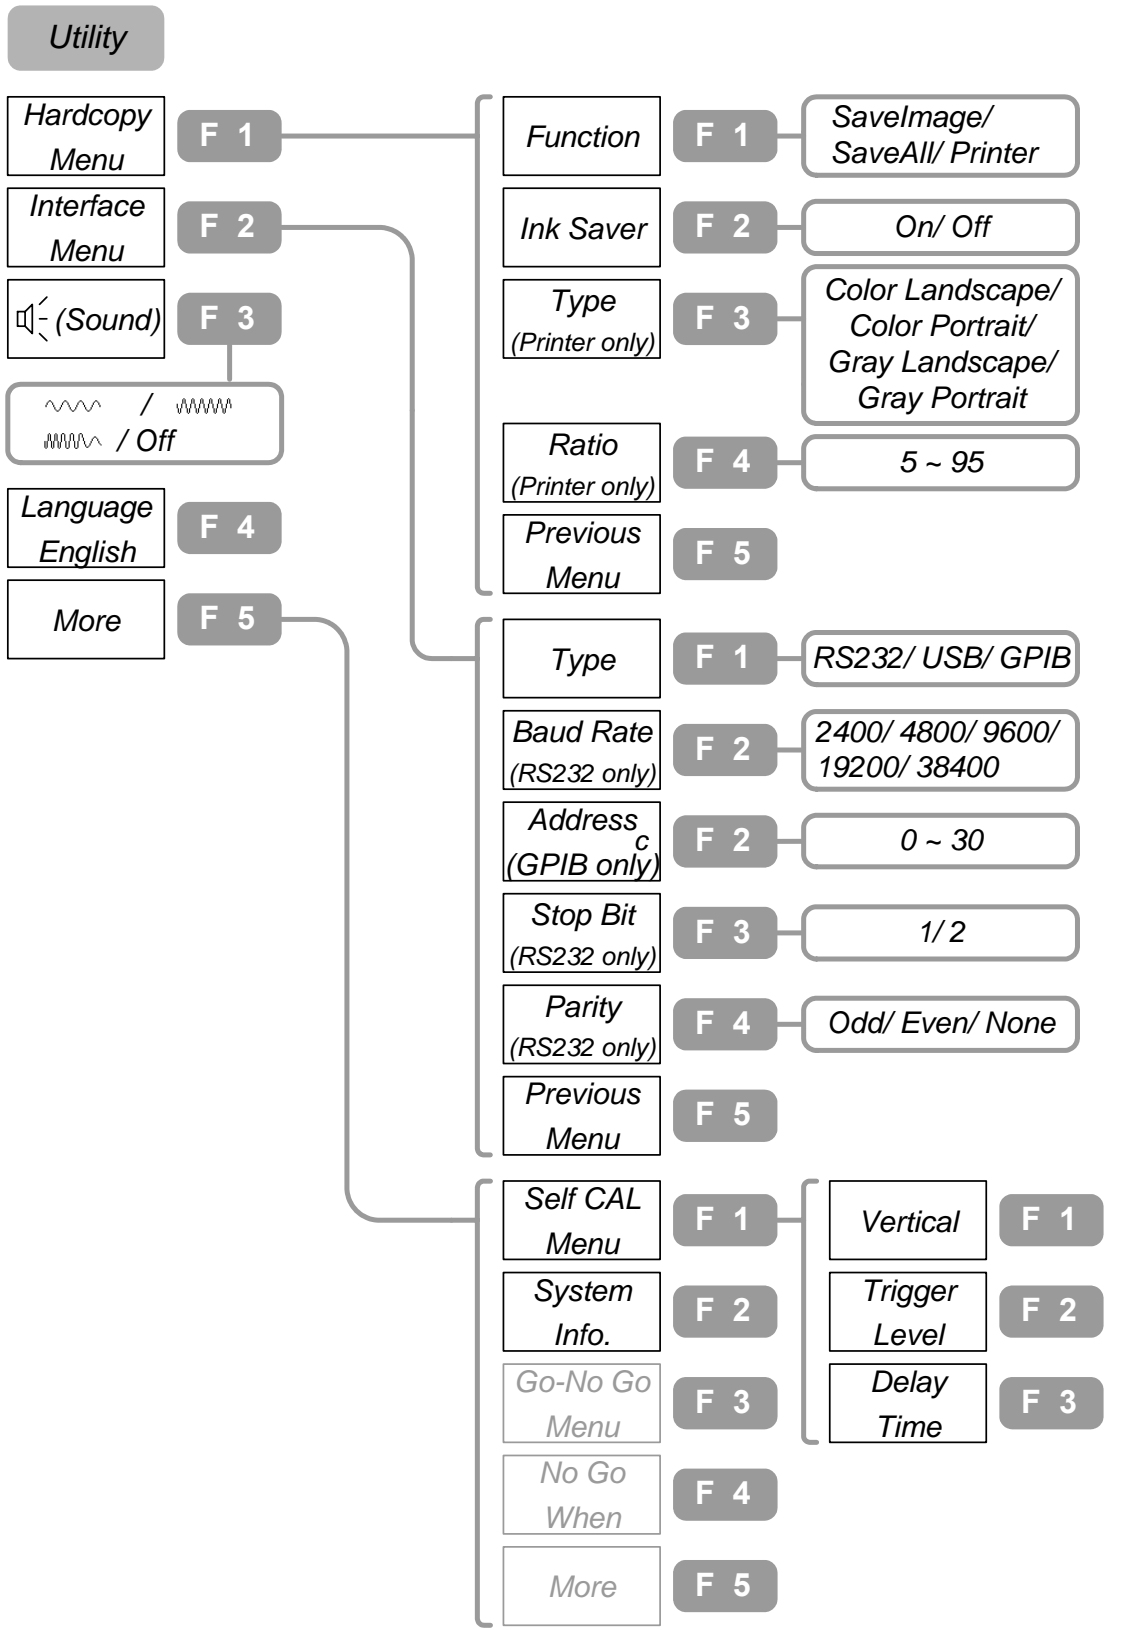 Utility
Hardcopy
Menu
F 1
Interface
Menu
F 2
(Sound)
F 3
/
/ Off
Language
English
F 4
More
F 5
Function
F 1
SaveImage/
SaveAll/ Printer
Ink Saver
F 2
On/ Off
Type
(Printer only)
F 3
Color Landscape/
Color Portrait/
Gray Landscape/
Gray Portrait
Ratio
(Printer only)
F 4
5 ~ 95
Previous
Menu
F 5
Type
F 1
RS232/ USB/ GPIB
Baud Rate
(RS232 only)
F 2
2400/ 4800/ 9600/
19200/ 38400
Address
c
(GPIB only)
F 2
0 ~ 30
Stop Bit
(RS232 only)
F 3
1/ 2
Parity
(RS232 only)
F 4
Odd/ Even/ None
Previous
Menu
F 5
Self CAL
Menu
F 1
Vertical
F 1
System
Info.
F 2
Trigger
Level
F 2
Go-No Go
Menu
F 3
Delay
Time
F 3
No Go
When
F 4
More
F 5